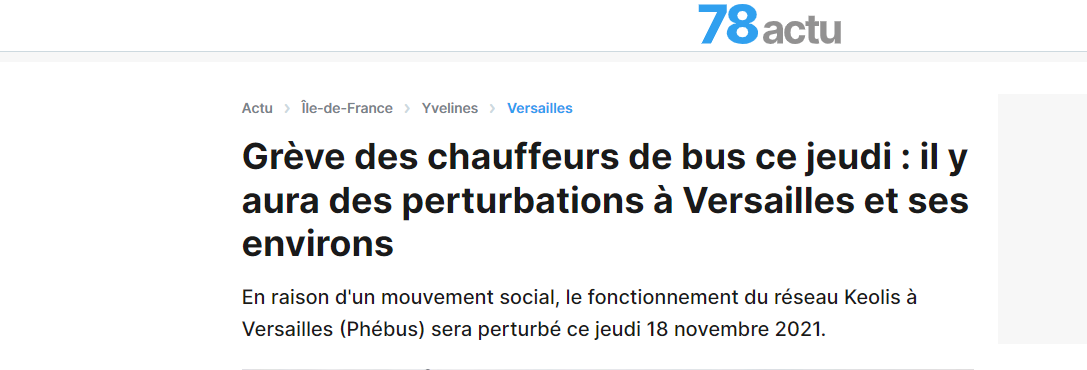 78actu
Actu > Île-de-France > Yvelines > Versailles
Grève des chauffeurs de bus ce jeudi : il y
aura des perturbations à Versailles et ses
environs
En raison d'un mouvement social, le fonctionnement du réseau Keolis à
Versailles (Phébus) sera perturbé ce jeudi 18 novembre 2021.